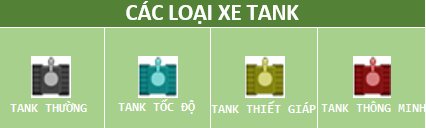 CÁC LOẠI XE TANK
TANK THƯỜNG
TANK TỐC ĐỘ
TANK THIẾT GIÁP
TANK THÔNG MINH